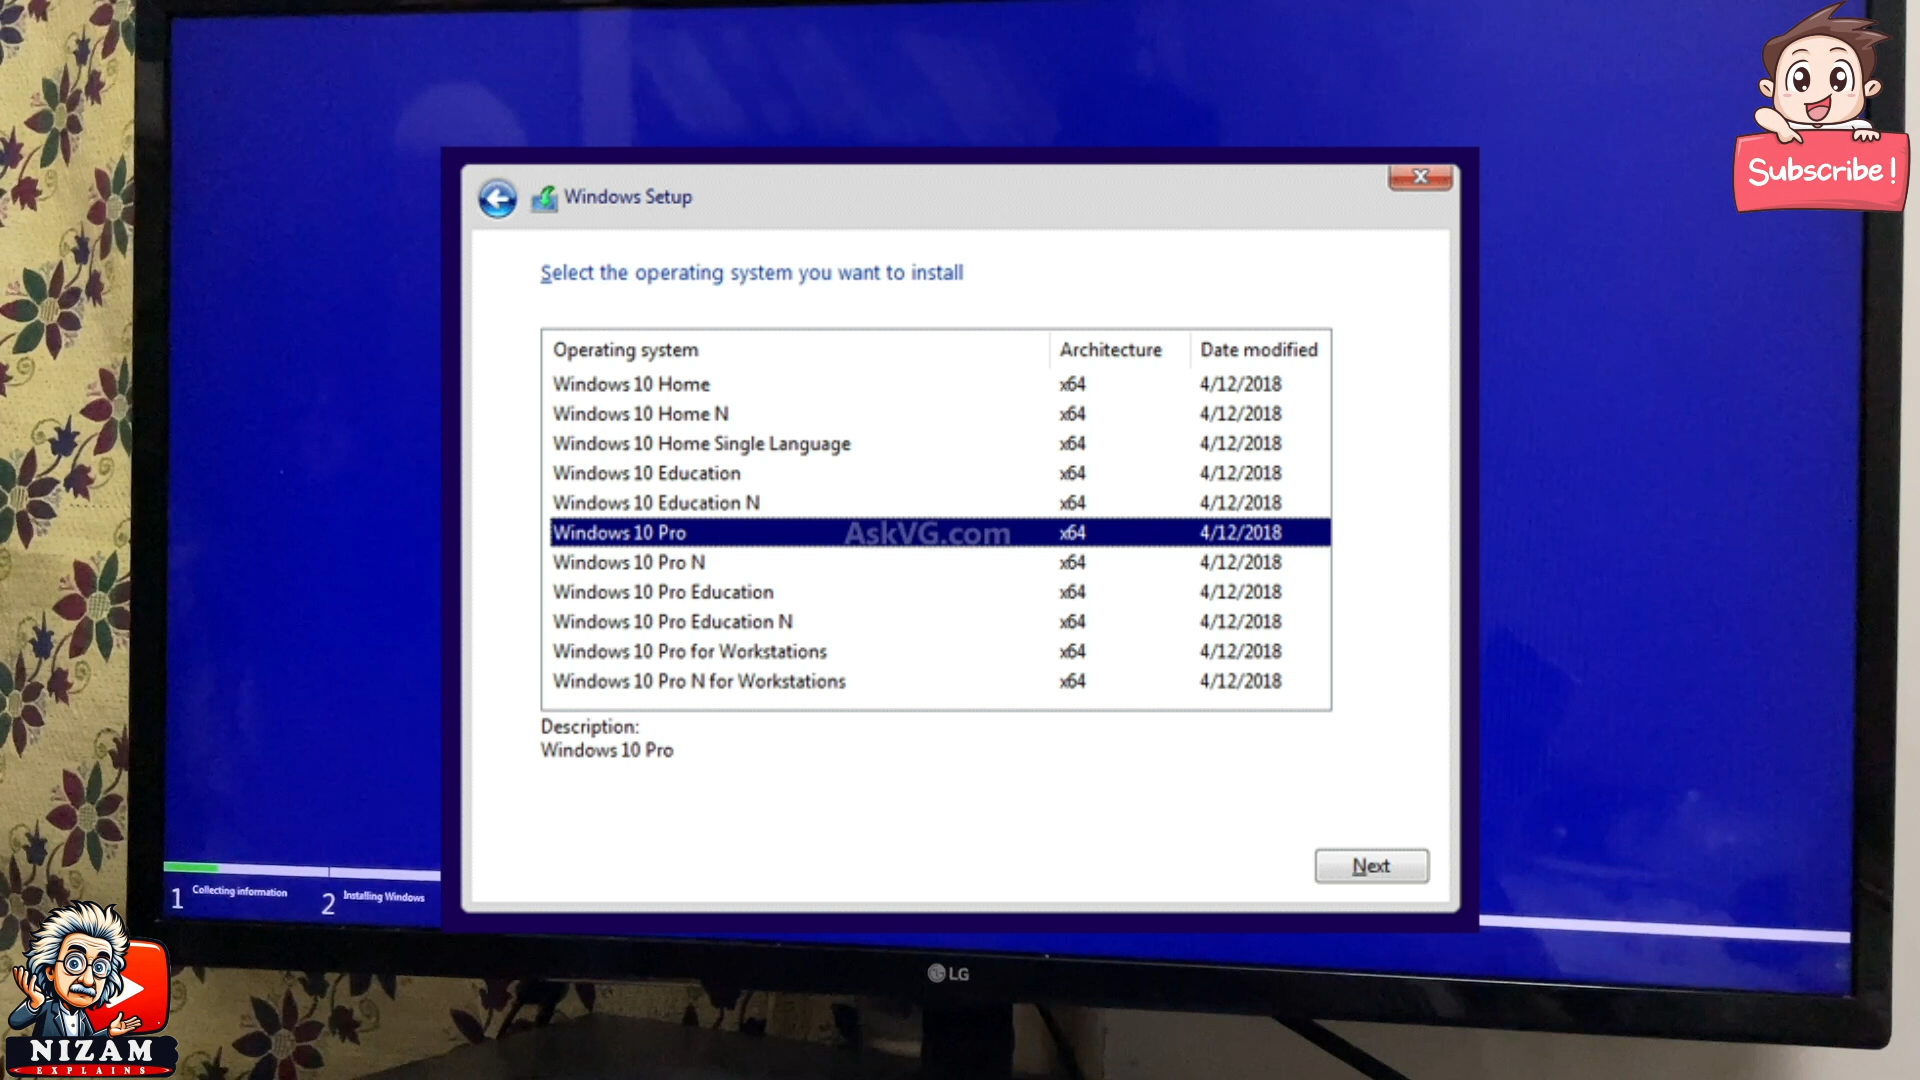 Subscribe !
Windows Setup
Select the operating system you want to install
Operating system Architecture Date modified
Windows 10 Home x64 4/12/2018
Windows 10 Home N x64 4/12/2018
Windows 10 Home Single Language x64 4/12/2018
Windows 10 Education x64 4/12/2018
Windows 10 Education N x64 4/12/2018
Windows 10 Pro AskVG.com x64 4/12/2018
Windows 10 Pro N x64 4/12/2018
Windows 10 Pro Education x64 4/12/2018
Windows 10 Pro Education N x64 4/12/2018
Windows 10 Pro for Workstations x64 4/12/2018
Windows 10 Pro N for Workstations x64 4/12/2018
Description:
Windows 10 Pro
Next
1 Collecting information 2 Installing Windows
LG
NIZAM
EXPLAINS